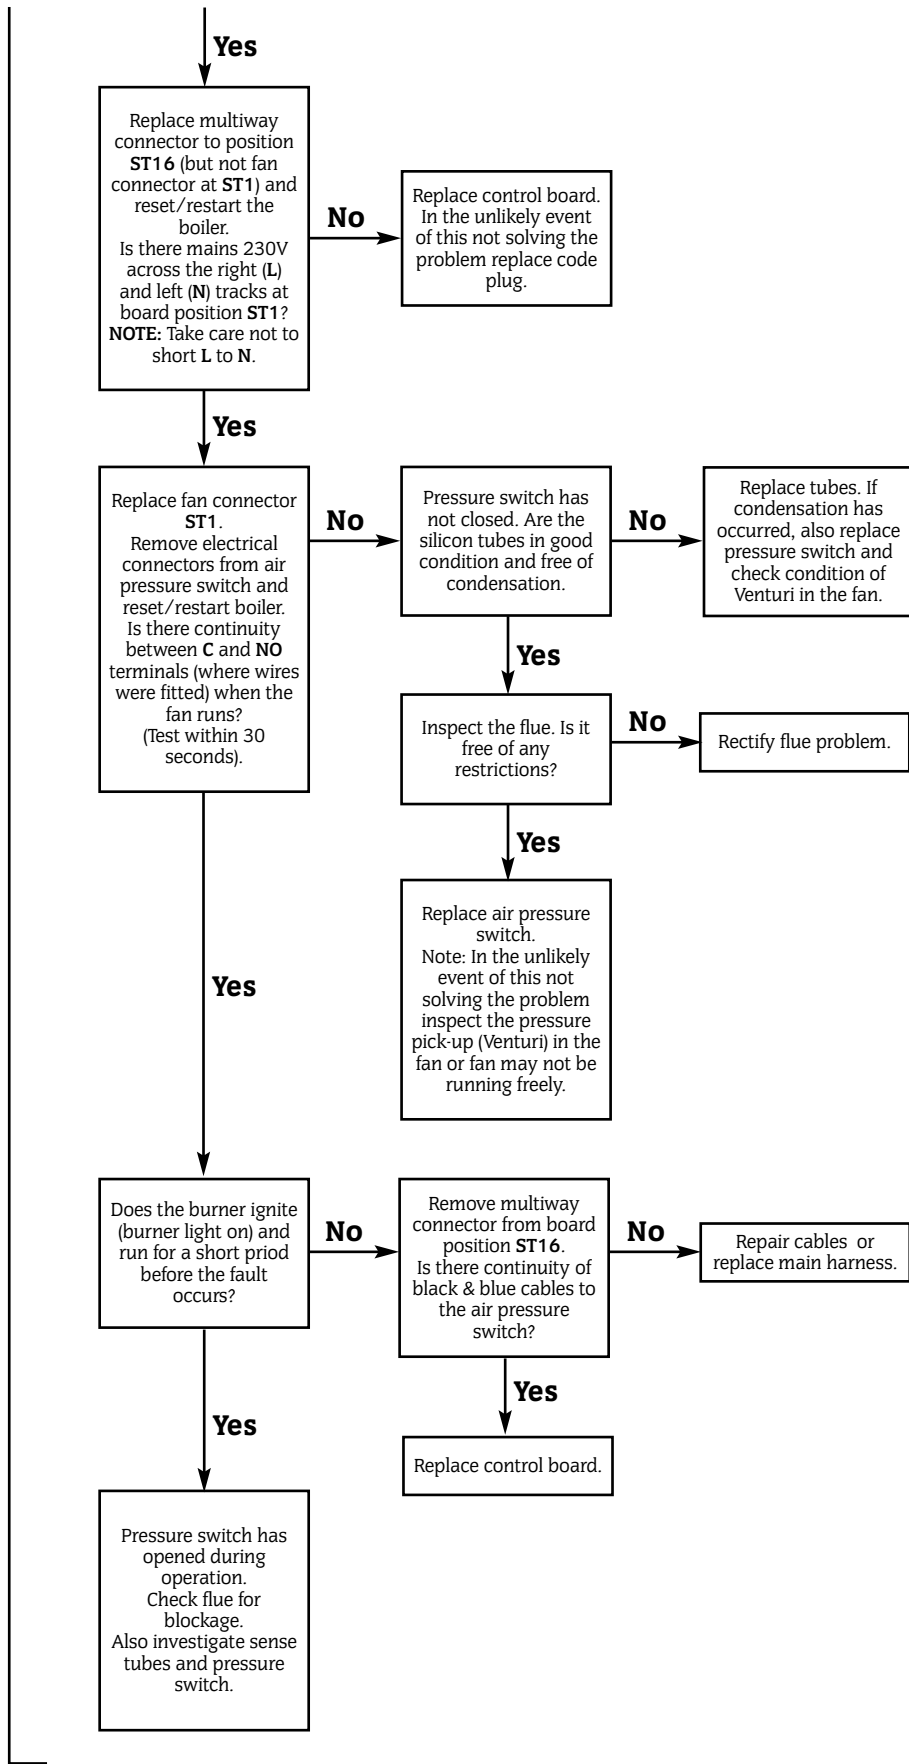 Yes
Replace multiway
connector to position
ST16 (but not fan
connector at ST1) and
reset/restart the
boiler.
Is there mains 230V
across the right (L)
and left (N) tracks at
board position ST1?
NOTE: Take care not to
short L to N.
No
Replace control board.
In the unlikely event
of this not solving the
problem replace code
plug.
Yes
Replace fan connector
ST1.
Remove electrical
connectors from air
pressure switch and
reset/restart boiler.
Is there continuity
between C and NO
terminals (where wires
were fitted) when the
fan runs?
(Test within 30
seconds).
No
Pressure switch has
not closed. Are the
silicon tubes in good
condition and free of
condensation.
No
Replace tubes. If
condensation has
occurred, also replace
pressure switch and
check condition of
Venturi in the fan.
Yes
Inspect the flue. Is it
free of any
restrictions?
No
Rectify flue problem.
Yes
Replace air pressure
switch.
Note: In the unlikely
event of this not
solving the problem
inspect the pressure
pick-up (Venturi) in the
fan or fan may not be
running freely.
Yes
Does the burner ignite
(burner light on) and
run for a short priod
before the fault
occurs?
No
Remove multiway
connector from board
position ST16.
Is there continuity of
black & blue cables to
the air pressure
switch?
No
Repair cables or
replace main harness.
Yes
Replace control board.
Yes
Pressure switch has
opened during
operation.
Check flue for
blockage.
Also investigate sense
tubes and pressure
switch.